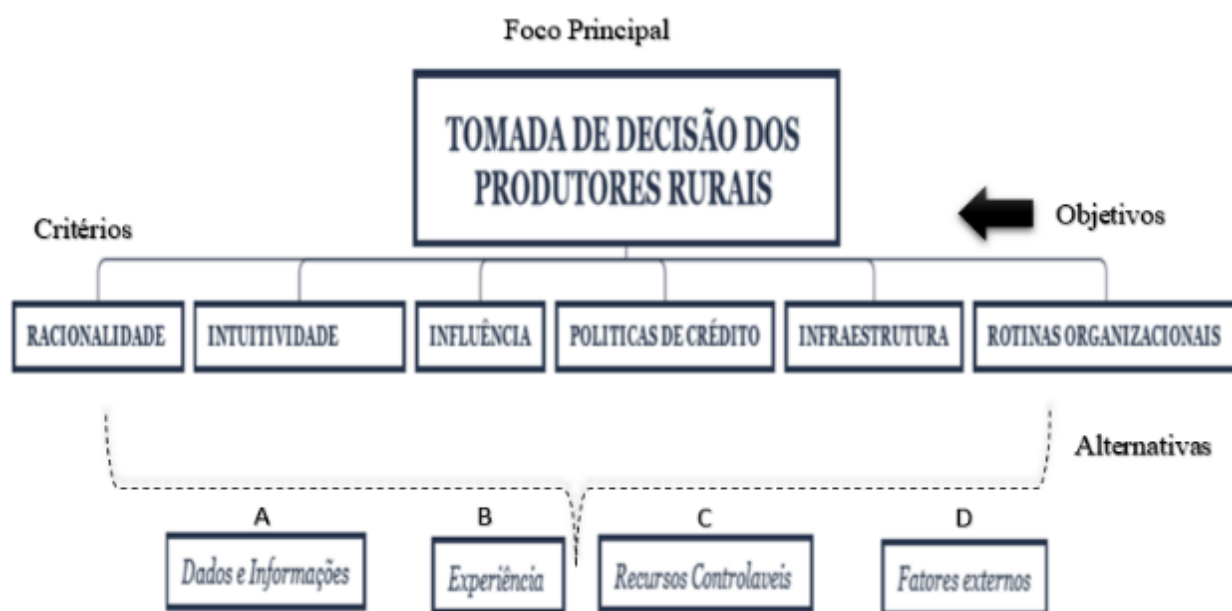 Foco Principal
TOMADA DE DECISÃO DOS
PRODUTORES RURAIS
Objetivos
Critérios
RACIONALIDADE
INTUITIVIDADE
INFLUÊNCIA
POLITICAS DE CRÉDITO
INFRAESTRUTURA
ROTINAS ORGANIZACIONAIS
Alternativas
A
B
C
D
Dados e Informações
Experiência
Recursos Controlaveis
Fatores externos